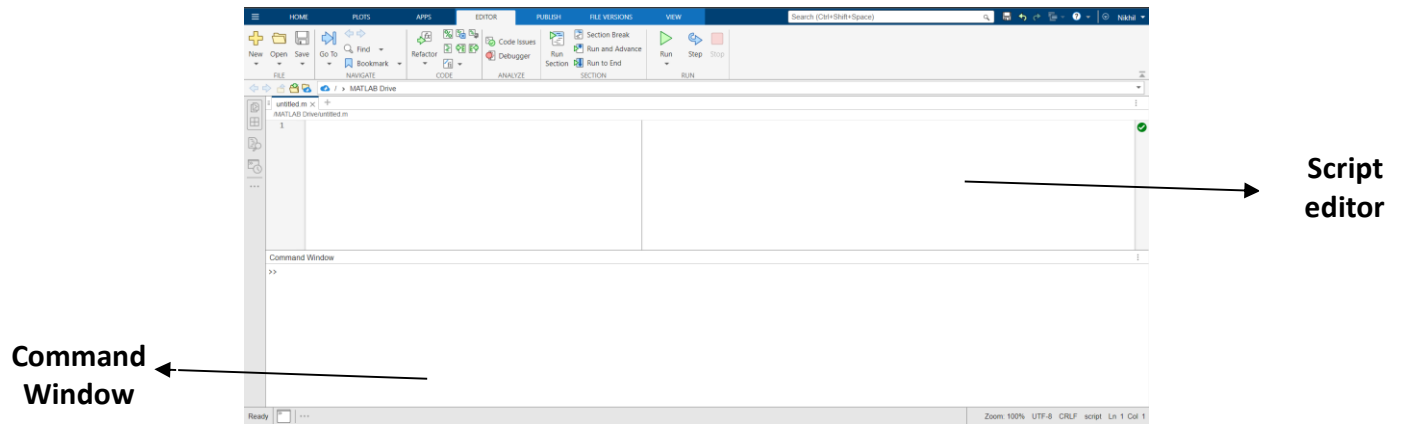 HOME PLOTS APPS EDITOR PUBLISH FILE VERSIONS VIEW Search (Ctrl+Shift+Space) Nikhil
New Open Save Go To Find Bookmark Refactor Code Issues Debugger Run Section Section Break Run and Advance Run to End Run Step Stop
FILE NAVIGATE CODE ANALYZE SECTION RUN
/ › MATLAB Drive
untitled.m × +
/MATLAB Drive/untitled.m
1
Script
editor
Command Window
>>
Command
Window
Ready Zoom: 100% UTF-8 CRLF script Ln 1 Col 1